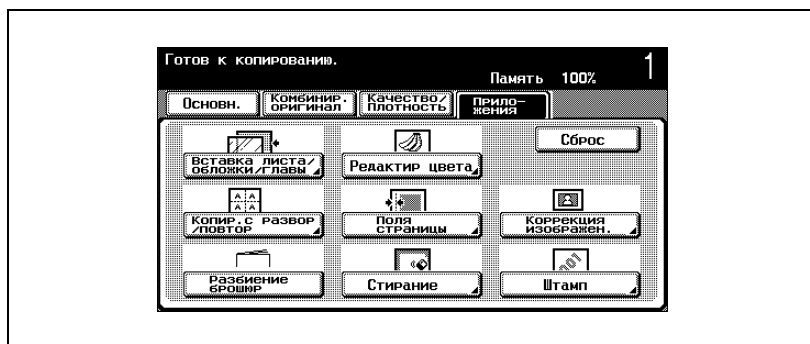 Готов к копированию.
1
Память 100%
Основн.
Комбинир.
оригинал
Качество/
плотность
Прило-
жения
Сброс
Вставка листа/
обложки/главы
Редактир цвета
Копир.с развор
/повтор
Поля
страницы
Коррекция
изображен.
Разбиение
брошюр
Стирание
Штамп